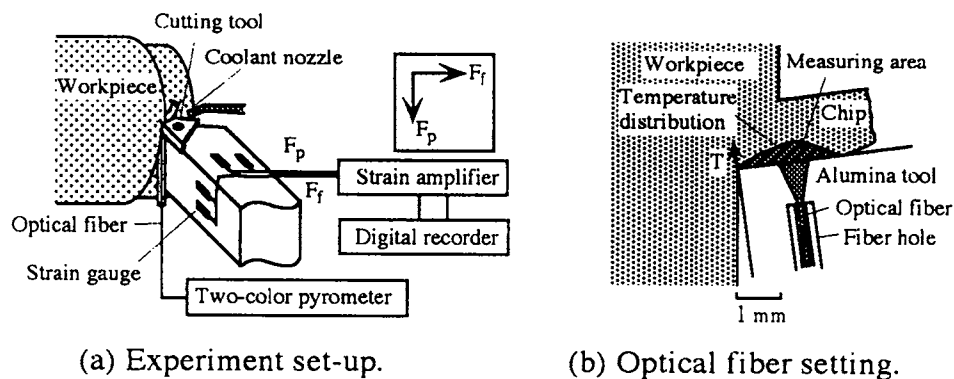 Cutting tool
Coolant nozzle
Workpiece
F_f
F_p
F_p
F_f
Strain amplifier
Digital recorder
Optical fiber
Strain gauge
Two-color pyrometer
(a) Experiment set-up.
Workpiece
Measuring area
Temperature
distribution
Chip
T
Alumina tool
Optical fiber
Fiber hole
1 mm
(b) Optical fiber setting.